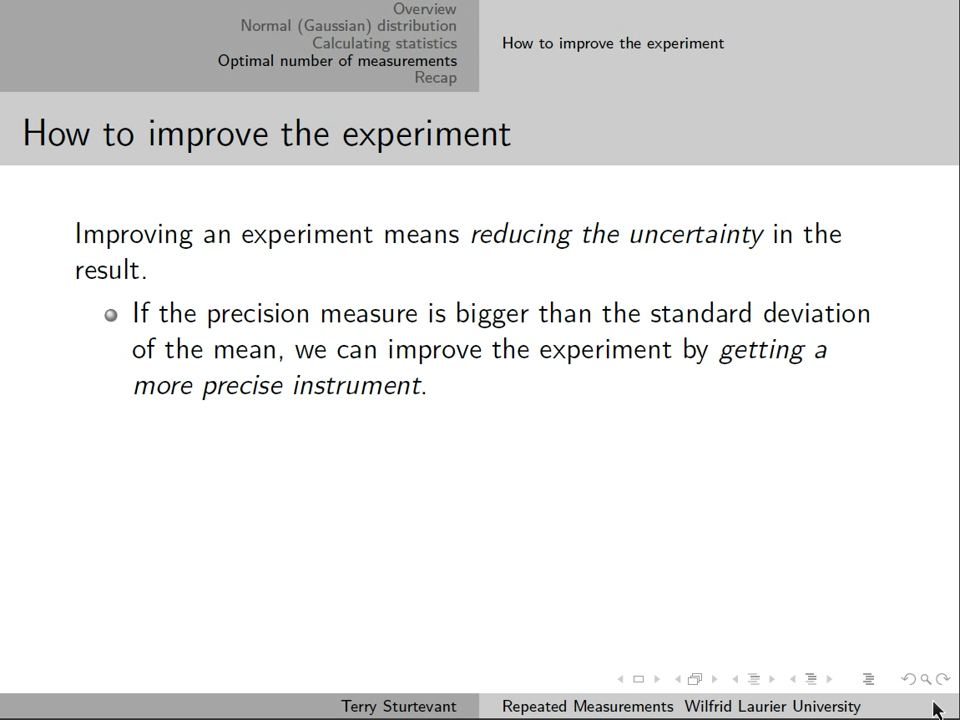 Overview
Normal (Gaussian) distribution
Calculating statistics
Optimal number of measurements
Recap
How to improve the experiment
How to improve the experiment
Improving an experiment means reducing the uncertainty in the
result.
If the precision measure is bigger than the standard deviation
of the mean, we can improve the experiment by getting a
more precise instrument.
Terry Sturtevant
Repeated Measurements Wilfrid Laurier University